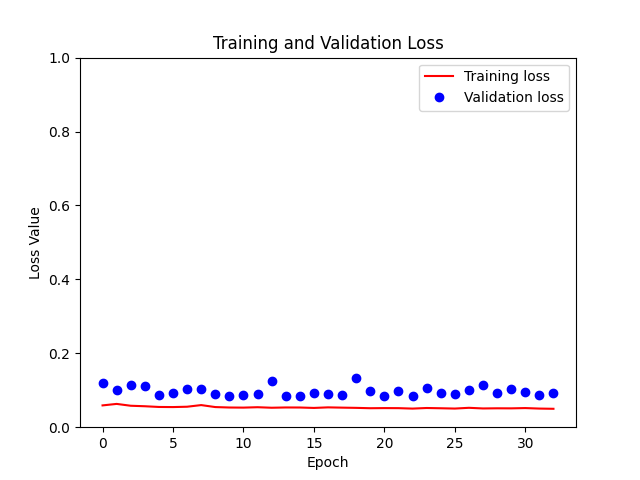 Training and Validation Loss
1.0
0.8
0.6
0.4
0.2
0.0
Loss Value
Training loss
Validation loss
0 5 10 15 20 25 30
Epoch